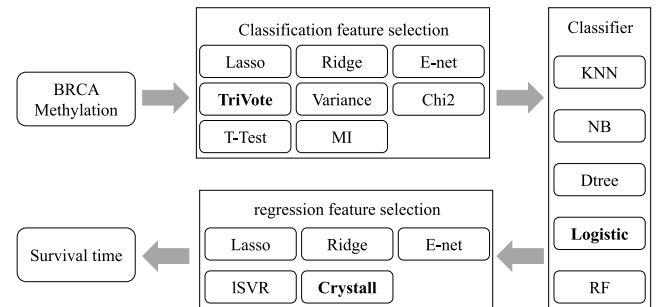 Classification feature selection
Lasso Ridge E-net
TriVote Variance Chi2
T-Test MI
BRCA
Methylation
Classifier
KNN
NB
Dtree
Logistic
RF
regression feature selection
Lasso Ridge E-net
lSVR Crystall
Survival time